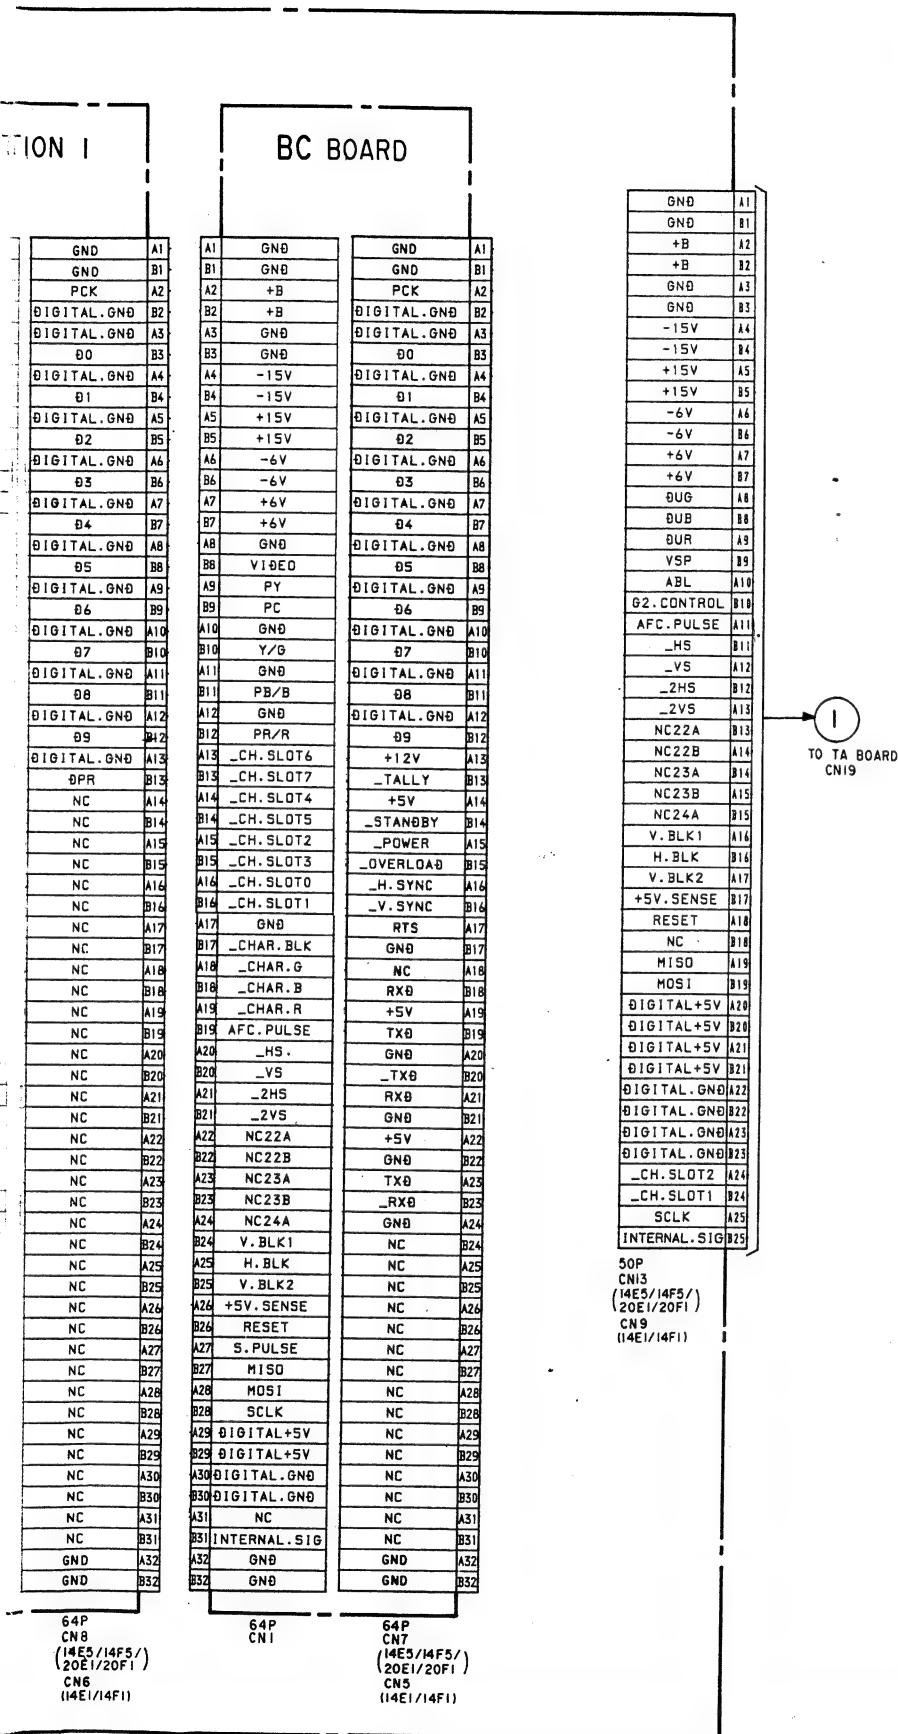 TION 1
GND A1
GND B1
PCK A2
DIGITAL.GND B2
DIGITAL.GND A3
D0 B3
DIGITAL.GND A4
D1 B4
DIGITAL.GND A5
D2 B5
DIGITAL.GND A6
D3 B6
DIGITAL.GND A7
D4 B7
DIGITAL.GND A8
D5 B8
DIGITAL.GND A9
D6 B9
DIGITAL.GND A10
D7 B10
DIGITAL.GND A11
D8 B11
DIGITAL.GND A12
D9 B12
DIGITAL.GND A13
DPR B13
NC A14
NC B14
NC A15
NC B15
NC A16
NC B16
NC A17
NC B17
NC A18
NC B18
NC A19
NC B19
NC A20
NC B20
NC A21
NC B21
NC A22
NC B22
NC A23
NC B23
NC A24
NC B24
NC A25
NC B25
NC A26
NC B26
NC A27
NC B27
NC A28
NC B28
NC A29
NC B29
NC A30
NC B30
NC A31
NC B31
GND A32
GND B32
64P
CN8
(14E5/14F5/
20E1/20F1)
CN6
(14E1/14F1)
BC BOARD
A1 GND
B1 GND
A2 +B
B2 +B
A3 GND
B3 GND
A4 -15V
B4 -15V
A5 +15V
B5 +15V
A6 -6V
B6 -6V
A7 +6V
B7 +6V
A8 GND
B8 VIDEO
A9 PY
B9 PC
A10 GND
B10 Y/G
A11 GND
B11 PB/B
A12 GND
B12 PR/R
A13 _CH.SLOT6
B13 _CH.SLOT7
A14 _CH.SLOT4
B14 _CH.SLOT5
A15 _CH.SLOT2
B15 _CH.SLOT3
A16 _CH.SLOT0
B16 _CH.SLOT1
A17 GND
B17 _CHAR.BLK
A18 _CHAR.G
B18 _CHAR.B
A19 _CHAR.R
B19 AFC.PULSE
A20 _HS
B20 _VS
A21 _2HS
B21 _2VS
A22 NC22A
B22 NC22B
A23 NC23A
B23 NC23B
A24 NC24A
B24 V.BLK1
A25 H.BLK
B25 V.BLK2
A26 +5V.SENSE
B26 RESET
A27 S.PULSE
B27 MISO
A28 MOSI
B28 SCLK
A29 DIGITAL+5V
B29 DIGITAL+5V
A30 DIGITAL.GND
B30 DIGITAL.GND
A31 NC
B31 INTERNAL.SIG
A32 GND
B32 GND
64P
CN1
GND A1
GND B1
PCK A2
DIGITAL.GND B2
DIGITAL.GND A3
D0 B3
DIGITAL.GND A4
D1 B4
DIGITAL.GND A5
D2 B5
DIGITAL.GND A6
D3 B6
DIGITAL.GND A7
D4 B7
DIGITAL.GND A8
D5 B8
DIGITAL.GND A9
D6 B9
DIGITAL.GND A10
D7 B10
DIGITAL.GND A11
D8 B11
DIGITAL.GND A12
D9 B12
+12V A13
_TALLY B13
+5V A14
_STANDBY B14
_POWER A15
_OVERLOAD B15
_H.SYNC A16
_V.SYNC B16
RTS A17
GND B17
NC A18
RXD B18
+5V A19
TXD B19
GND A20
_TXD B20
RXD A21
GND B21
+5V A22
GND B22
TXD A23
_RXD B23
GND A24
NC B24
NC A25
NC B25
NC A26
NC B26
NC A27
NC B27
NC A28
NC B28
NC A29
NC B29
NC A30
NC B30
NC A31
NC B31
GND A32
GND B32
64P
CN7
(14E5/14F5/
20E1/20F1)
CN5
(14E1/14F1)
GND A1
GND B1
+B A2
+B B2
GND A3
GND B3
-15V A4
-15V B4
+15V A5
+15V B5
-6V A6
-6V B6
+6V A7
+6V B7
DUG A8
DUB B8
DUR A9
VSP B9
ABL A10
G2.CONTROL B10
AFC.PULSE A11
_HS B11
_VS A12
_2HS B12
_2VS A13
NC22A B13
NC22B A14
NC23A B14
NC23B A15
NC24A B15
V.BLK1 A16
H.BLK B16
V.BLK2 A17
+5V.SENSE B17
RESET A18
NC B18
MISO A19
MOSI B19
DIGITAL+5V A20
DIGITAL+5V B20
DIGITAL+5V A21
DIGITAL+5V B21
DIGITAL.GND A22
DIGITAL.GND B22
DIGITAL.GND A23
DIGITAL.GND B23
_CH.SLOT2 A24
_CH.SLOT1 B24
SCLK A25
INTERNAL.SIG B25
50P
CN13
(14E5/14F5/
20E1/20F1)
CN9
(14E1/14F1)
1
TO TA BOARD
CN19